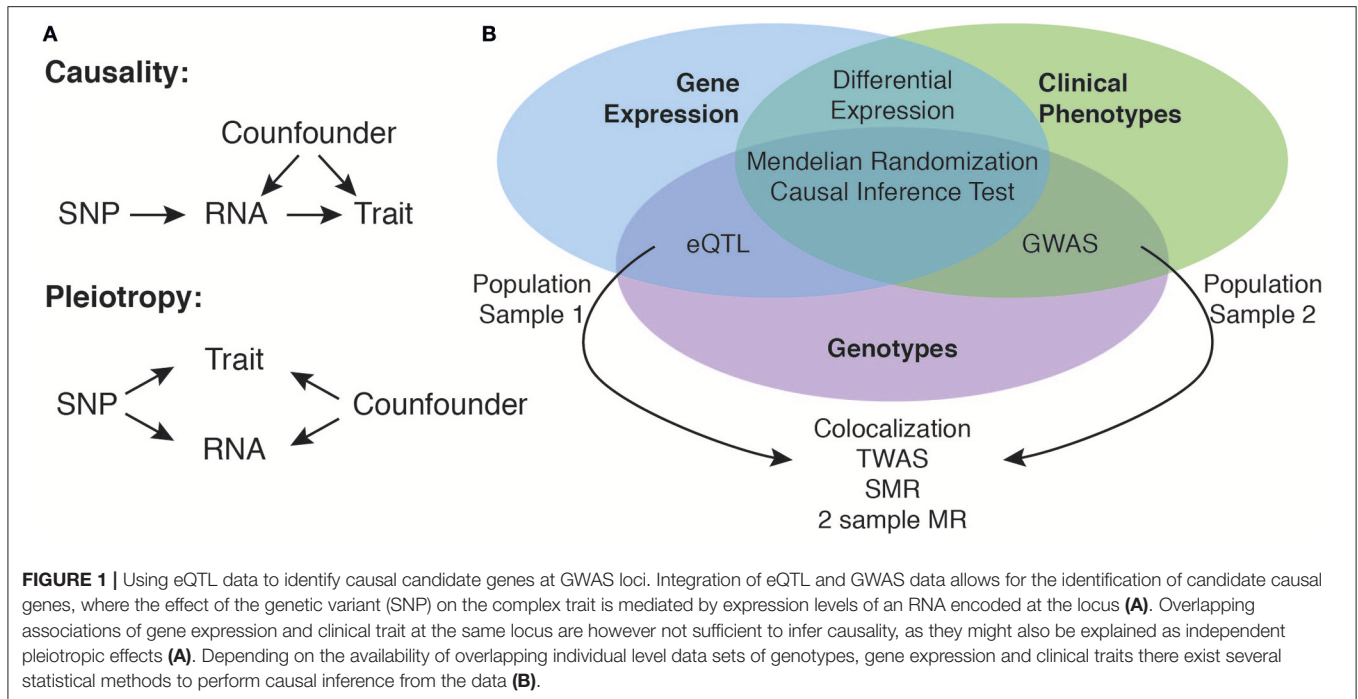 A
Causality:
Counfounder
SNP RNA Trait
Pleiotropy:
Trait
SNP Counfounder
RNA
B
Gene
Expression
Differential
Expression
Clinical
Phenotypes
Mendelian Randomization
Causal Inference Test
eQTL
GWAS
Population
Sample 1
Population
Sample 2
Genotypes
Colocalization
TWAS
SMR
2 sample MR
FIGURE 1 | Using eQTL data to identify causal candidate genes at GWAS loci. Integration of eQTL and GWAS data allows for the identification of candidate causal
genes, where the effect of the genetic variant (SNP) on the complex trait is mediated by expression levels of an RNA encoded at the locus (A). Overlapping
associations of gene expression and clinical trait at the same locus are however not sufficient to infer causality, as they might also be explained as independent
pleiotropic effects (A). Depending on the availability of overlapping individual level data sets of genotypes, gene expression and clinical traits there exist several
statistical methods to perform causal inference from the data (B).